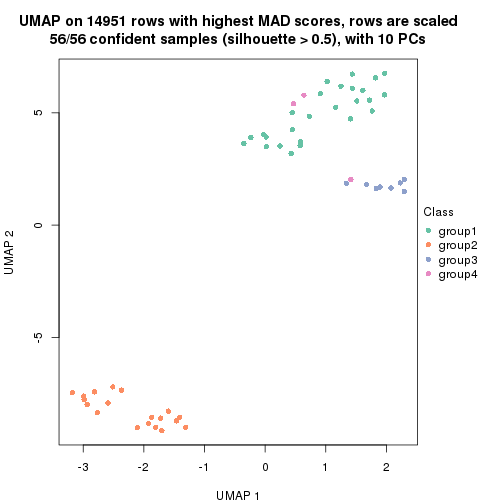 UMAP on 14951 rows with highest MAD scores, rows are scaled
56/56 confident samples (silhouette > 0.5), with 10 PCs
5
0
-5
UMAP 2
-3
-2
-1
0
1
2
UMAP 1
Class
group1
group2
group3
group4